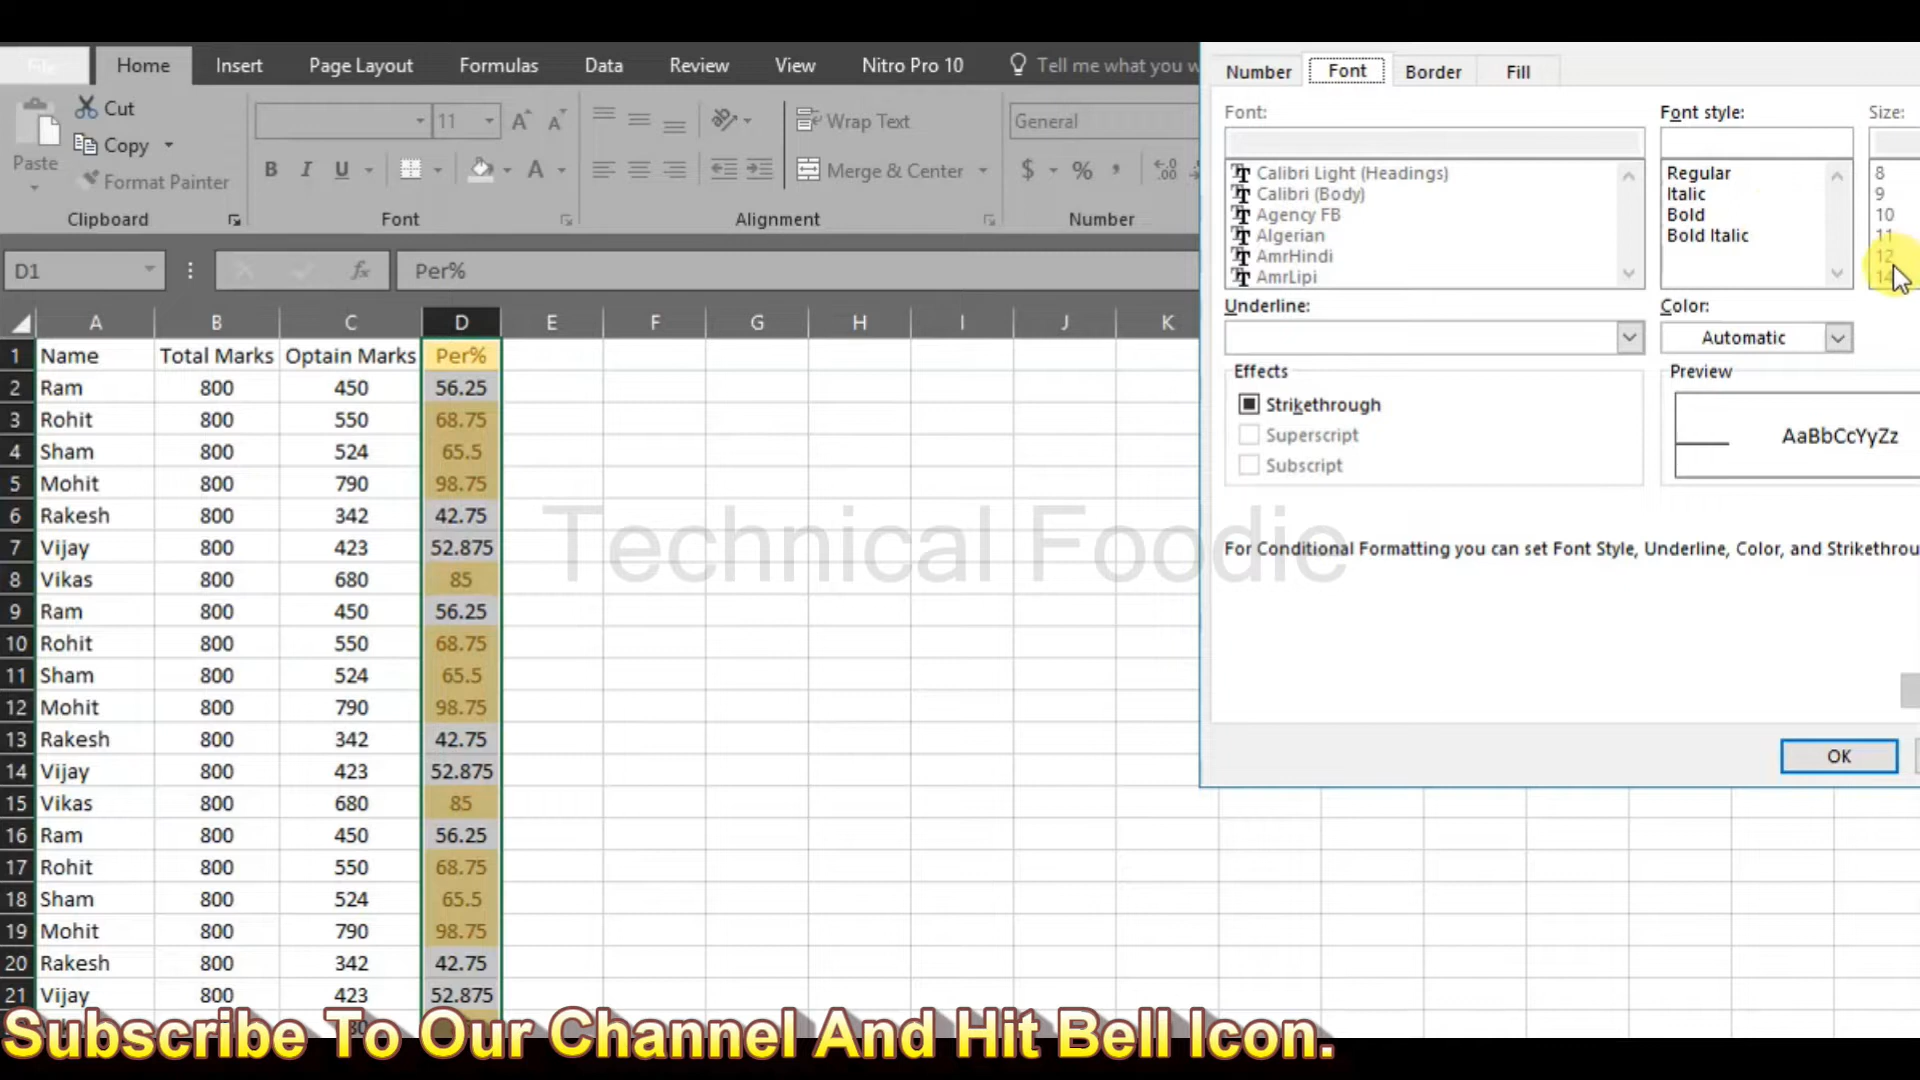 File Home Insert Page Layout Formulas Data Review View Nitro Pro 10 Tell me what you w
Cut
Copy
Format Painter
Paste
Clipboard
11
B I U A
Font
Wrap Text
Merge & Center
Alignment
General
$ % ,
Number
D1 fx Per%
A B C D E F G H I J K
1 Name Total Marks Optain Marks Per%
2 Ram 800 450 56.25
3 Rohit 800 550 68.75
4 Sham 800 524 65.5
5 Mohit 800 790 98.75
6 Rakesh 800 342 42.75
7 Vijay 800 423 52.875
8 Vikas 800 680 85
9 Ram 800 450 56.25
10 Rohit 800 550 68.75
11 Sham 800 524 65.5
12 Mohit 800 790 98.75
13 Rakesh 800 342 42.75
14 Vijay 800 423 52.875
15 Vikas 800 680 85
16 Ram 800 450 56.25
17 Rohit 800 550 68.75
18 Sham 800 524 65.5
19 Mohit 800 790 98.75
20 Rakesh 800 342 42.75
21 Vijay 800 423 52.875
Number Font Border Fill
Font:
Calibri Light (Headings)
Calibri (Body)
Agency FB
Algerian
AmrHindi
AmrLipi
Font style:
Regular
Italic
Bold
Bold Italic
Size:
8
9
10
11
12
14
Underline:
Color:
Automatic
Effects
Strikethrough
Superscript
Subscript
Preview
AaBbCcYyZz
For Conditional Formatting you can set Font Style, Underline, Color, and Strikethrou
OK
Technical Foodie
Subscribe To Our Channel And Hit Bell Icon.